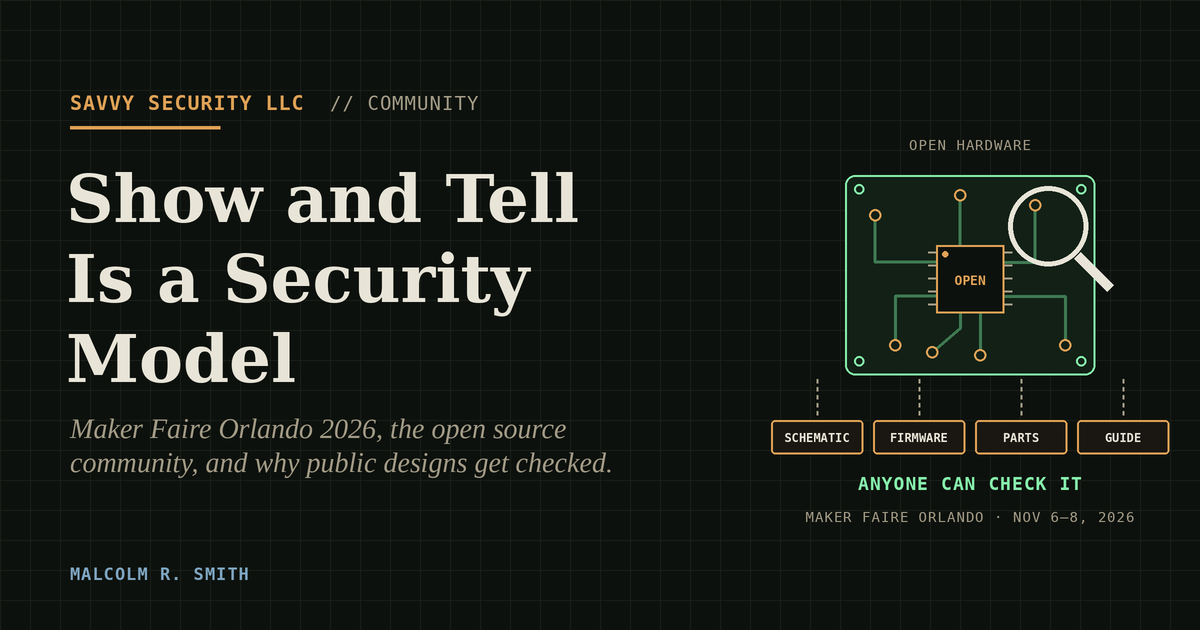 SAVVY SECURITY LLC // COMMUNITY
Show and Tell
Is a Security
Model
Maker Faire Orlando 2026, the open source
community, and why public designs get checked.
MALCOLM R. SMITH
OPEN HARDWARE
OPEN
SCHEMATIC FIRMWARE PARTS GUIDE
ANYONE CAN CHECK IT
MAKER FAIRE ORLANDO · NOV 6–8, 2026